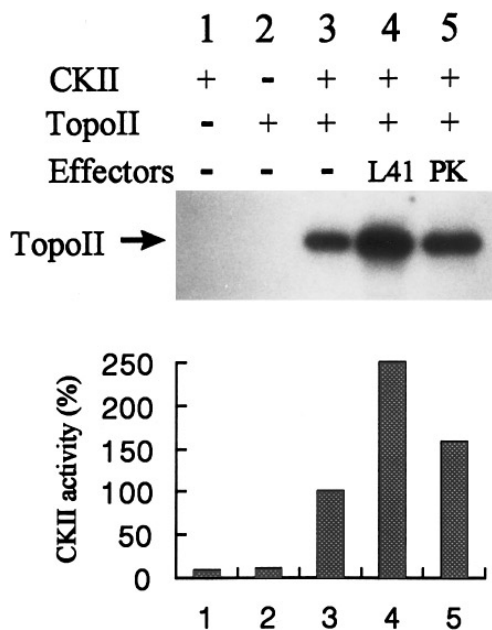 1 2 3 4 5
CKII + - + + +
TopoII - + + + +
Effectors - - - L41 PK
TopoII
CKII activity (%)
250
200
150
100
50
0
1 2 3 4 5